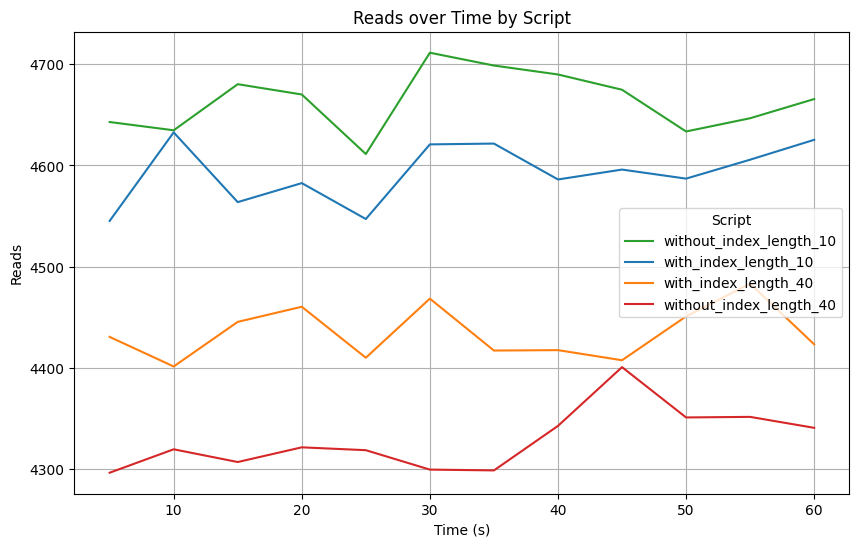 Reads over Time by Script
Reads
4700
4600
4500
4400
4300
Script
without_index_length_10
with_index_length_10
with_index_length_40
without_index_length_40
10
20
30
40
50
60
Time (s)